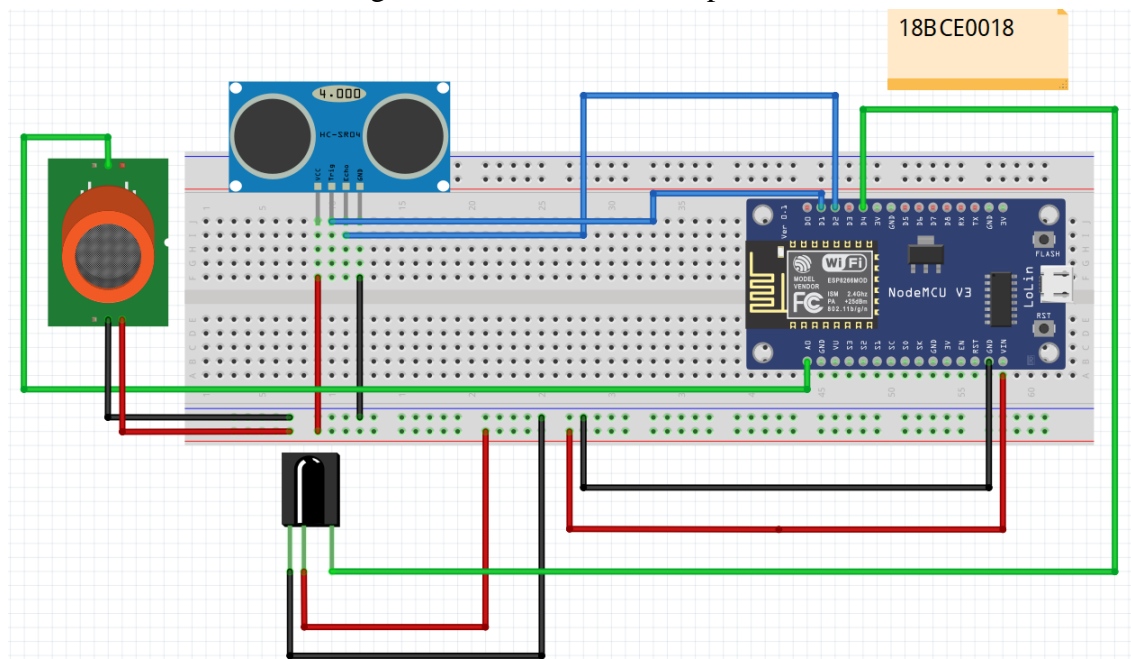 18BCE0018
4.000
HC-SR04
VCC
Trig
Echo
GND
Ver 0.1
D0 D1 D2 D3 D4 3V GND D5 D6 D7 D8 RX TX GND 3V
WiFi
MODEL
VENDOR
ESP8266MOD
FC
ISM 2.4GHz
PA +25dBm
802.11b/g/n
NodeMCU V3
FLASH
LoLin
RST
A0 GND VU S3 S2 S1 SC S0 SK GND 3V EN RST GND VIN